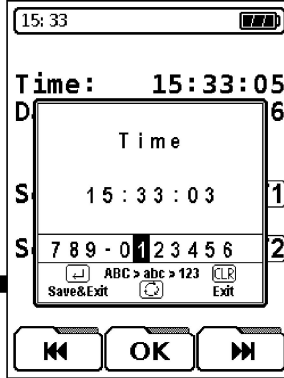 15:33
Time: 15:33:05
D 6
Time
15:33:03
S 1
S 2
789-0123456
ABC > abc > 123 CLR
Save&Exit Exit
OK